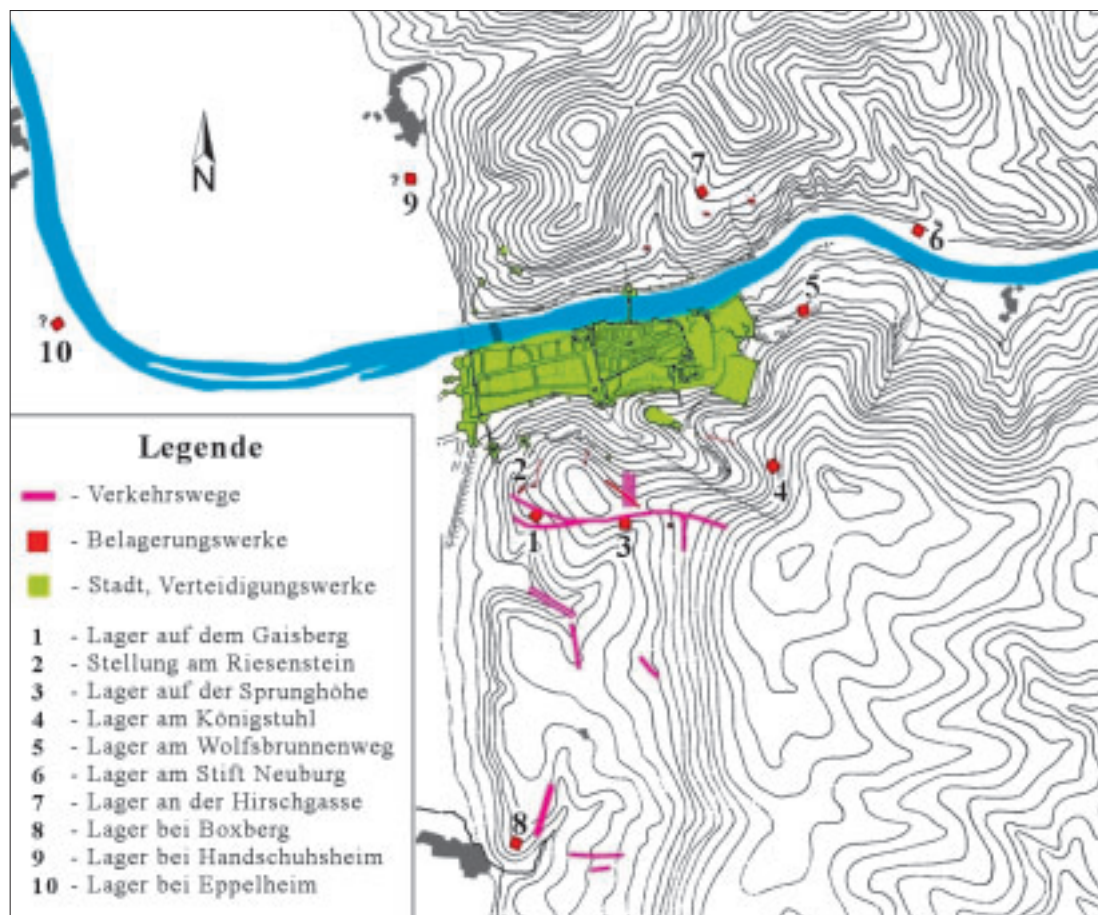 7
? 9
6
N
5
? 10
Legende
- Verkehrswege
- Belagerungswerke
- Stadt, Verteidigungswerke
1 - Lager auf dem Gaisberg
2 - Stellung am Riesenstein
3 - Lager auf der Sprunghöhe
4 - Lager am Königstuhl
5 - Lager am Wolfsbrunnenweg
6 - Lager am Stift Neuburg
7 - Lager an der Hirschgasse
8 - Lager bei Boxberg
9 - Lager bei Handschuhsheim
10 - Lager bei Eppelheim
2
4
1
3
8